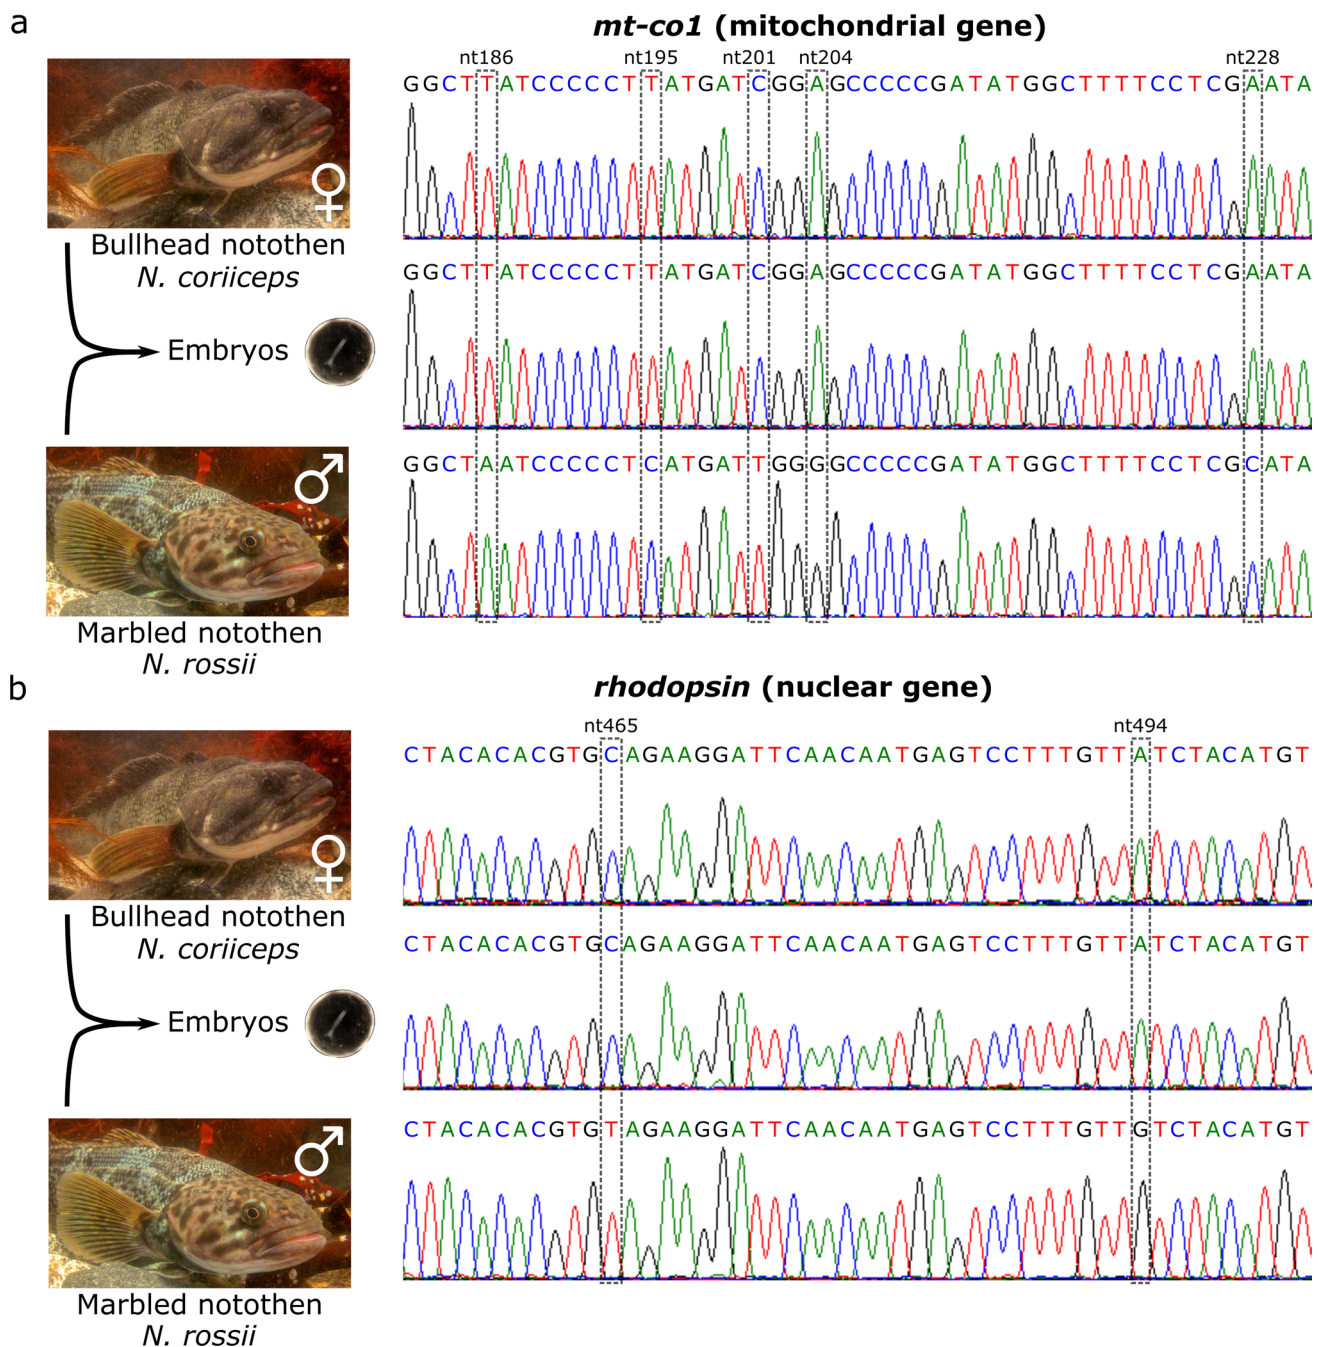 a
mt-co1 (mitochondrial gene)
nt186 nt195 nt201 nt204 nt228
GGCTTATCCCCCTTATGATCGGAGCCCCCGATATGGCTTTTCCTCGAATA
♀
Bullhead notothen
N. coriiceps
GGCTTATCCCCCTTATGATCGGAGCCCCCGATATGGCTTTTCCTCGAATA
Embryos
GGCTAATCCCCCTCATGATTGGGGCCCCCGATATGGCTTTTCCTCGCATA
♂
Marbled notothen
N. rossii
b
rhodopsin (nuclear gene)
nt465 nt494
CTACACACGTGCAGAAGGATTCAACAATGAGTCCTTTGTTATCTACATGT
♀
Bullhead notothen
N. coriiceps
CTACACACGTGCAGAAGGATTCAACAATGAGTCCTTTGTTATCTACATGT
Embryos
CTACACACGTGTAGAAGGATTCAACAATGAGTCCTTTGTTGTCTACATGT
♂
Marbled notothen
N. rossii